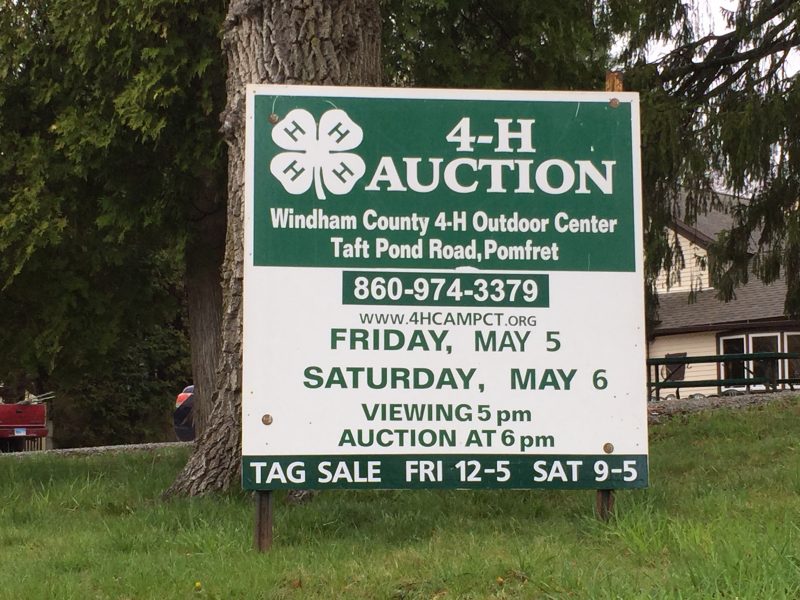 H H
H H
4-H
AUCTION
Windham County 4-H Outdoor Center
Taft Pond Road, Pomfret
860-974-3379
WWW.4HCAMPCT.ORG
FRIDAY, MAY 5
SATURDAY, MAY 6
VIEWING 5 pm
AUCTION AT 6 pm
TAG SALE FRI 12-5 SAT 9-5